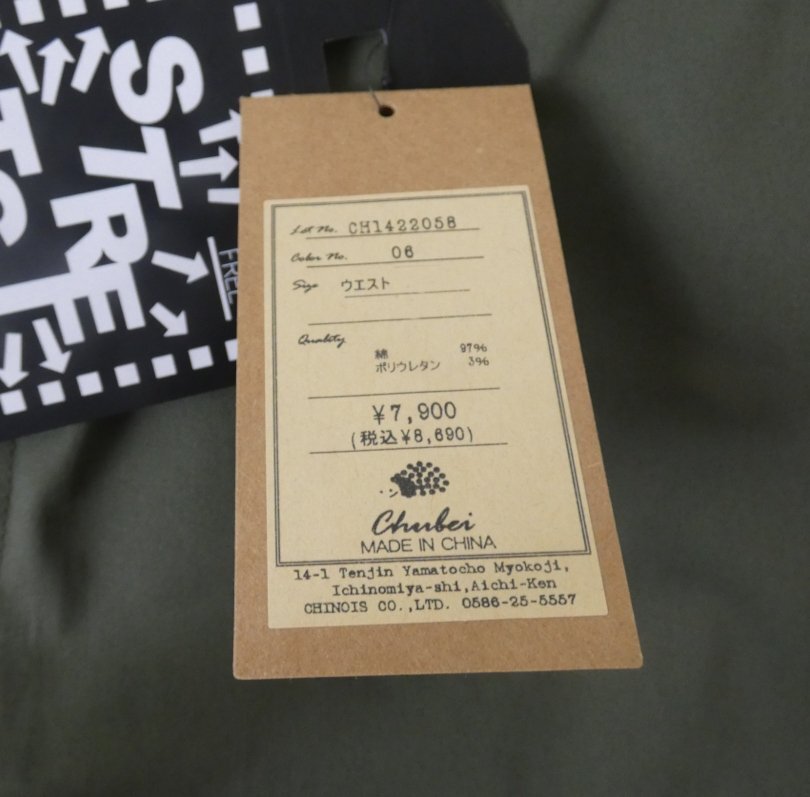 STRE
FREE
Lot No. CH1422058
Color No. 06
Size ウエスト
Quality
綿 97%
ポリウレタン 3%
¥7,900
(税込¥8,690)
Chubei
MADE IN CHINA
14-1 Tenjin Yamatocho Myokoji,
Ichinomiya-shi,Aichi-Ken
CHINOIS CO.,LTD. 0586-25-5557